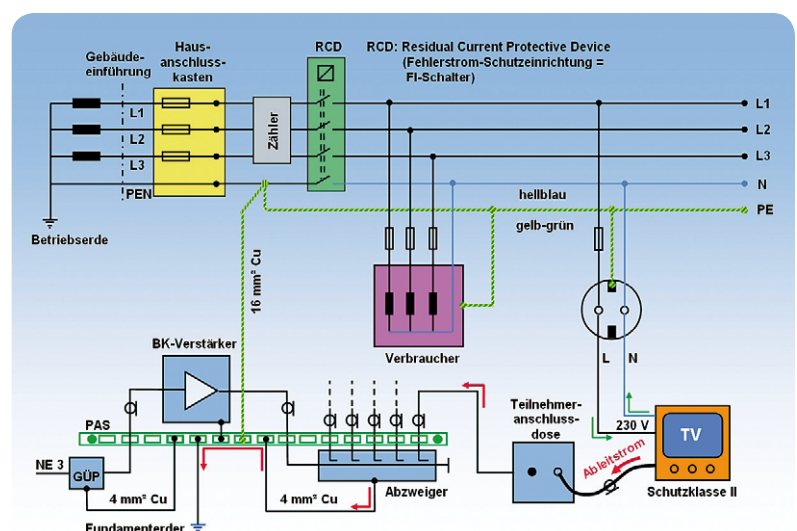 Gebäude-
einführung
Haus-
anschluss-
kasten
RCD
RCD: Residual Current Protective Device
(Fehlerstrom-Schutzeinrichtung =
FI-Schalter)
L1
L2
L3
PEN
Zähler
L1
L2
L3
N
PE
hellblau
gelb-grün
Betriebserde
16 mm² Cu
Verbraucher
L
N
BK-Verstärker
PAS
NE 3
GÜP
4 mm² Cu
4 mm² Cu
Abzweiger
Fundamenterder
Teilnehmer-
anschluss-
dose
230 V
Ableitstrom
TV
Schutzklasse II